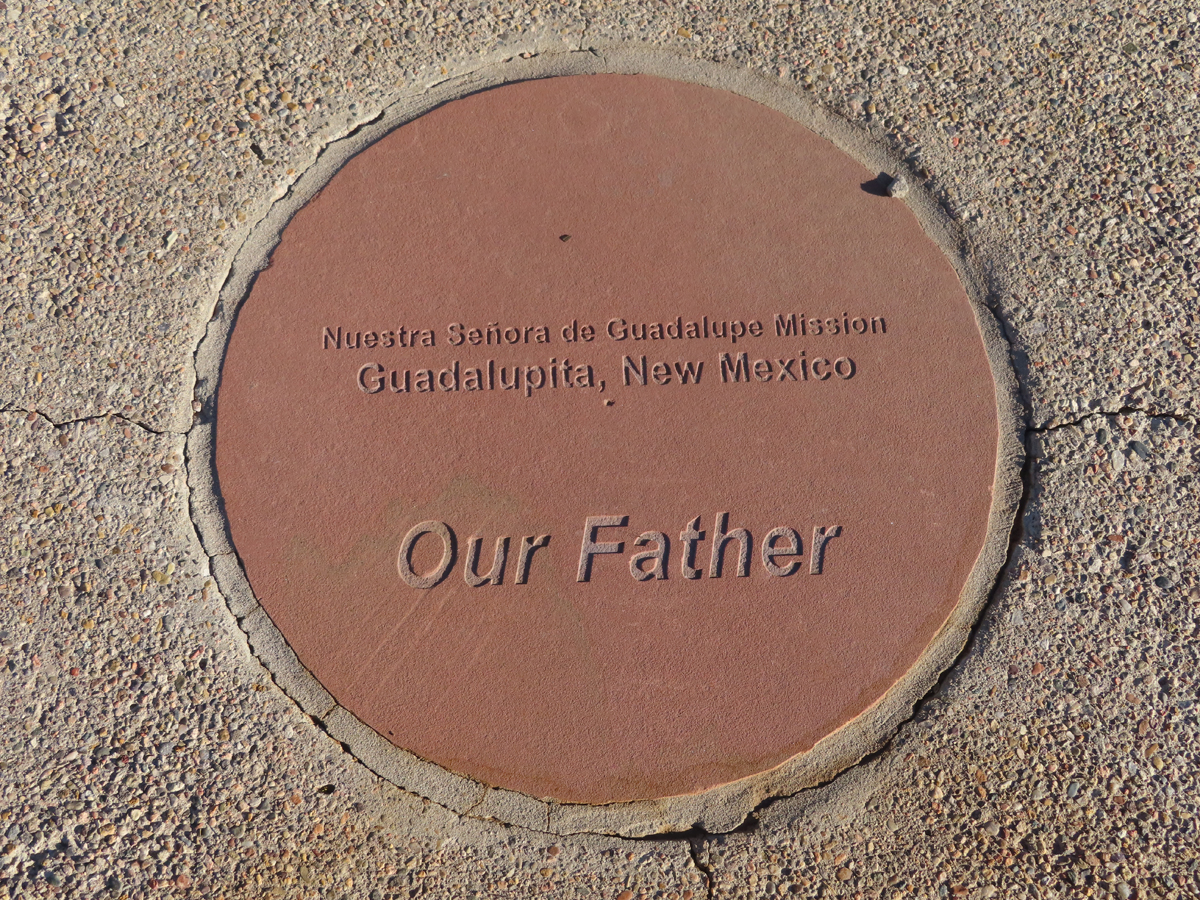 Nuestra Señora de Guadalupe Mission
Guadalupita, New Mexico
Our Father